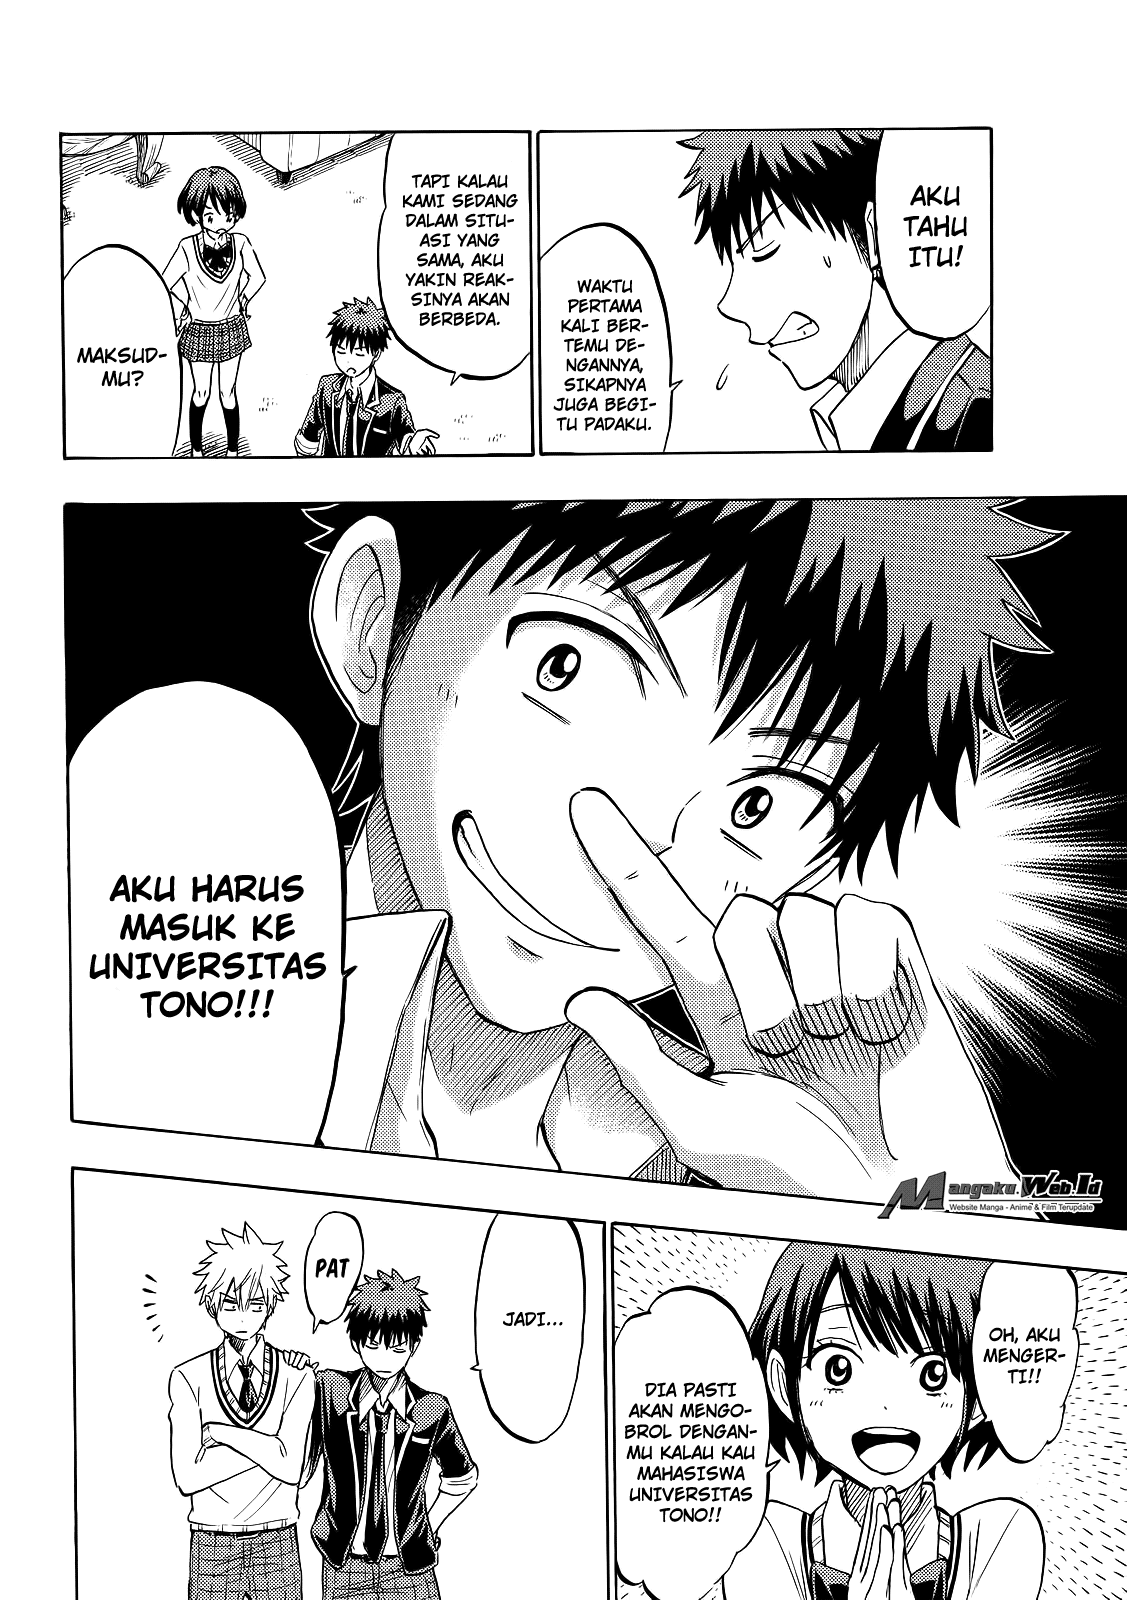 AKU
TAHU
ITU!
WAKTU
PERTAMA
KALI BER-
TEMU DE-
NGANNYA,
SIKAPNYA
JUGA BEGI-
TU PADAKU.
TAPI KALAU
KAMI SEDANG
DALAM SITU-
ASI YANG
SAMA, AKU
YAKIN REAK-
SINYA AKAN
BERBEDA.
MAKSUD-
MU?
AKU HARUS
MASUK KE
UNIVERSITAS
TONO!!!
Mangaku.Web.Id
Website Manga - Anime & Film Terupdate
OH, AKU
MENGER-
TI!!
DIA PASTI
AKAN MENGO-
BROL DENGAN-
MU KALAU KAU
MAHASISWA
UNIVERSITAS
TONO!!
JADI...
PAT